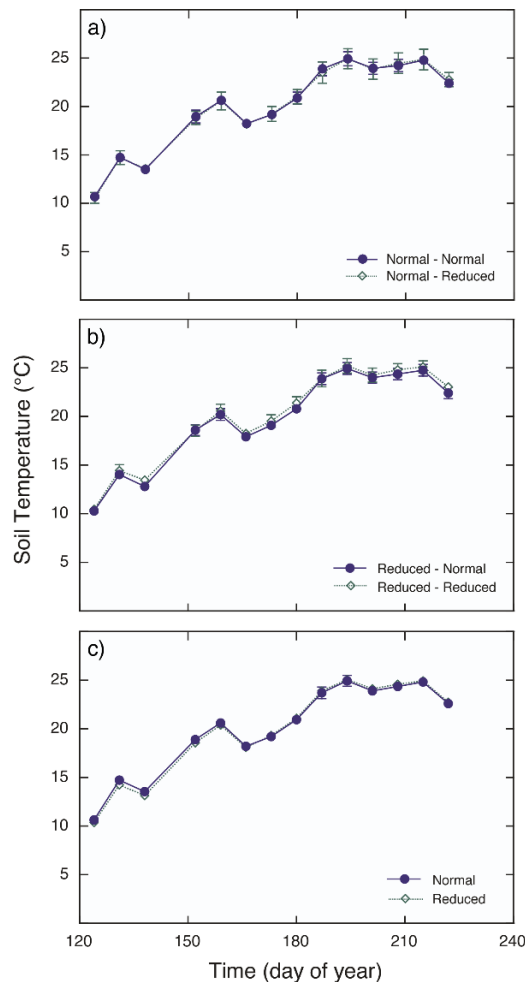 a)
25
20
15
10
5
Normal - Normal
Normal - Reduced
b)
25
20
15
10
5
Reduced - Normal
Reduced - Reduced
c)
25
20
15
10
5
Normal
Reduced
120 150 180 210 240
Time (day of year)
Soil Temperature (°C)